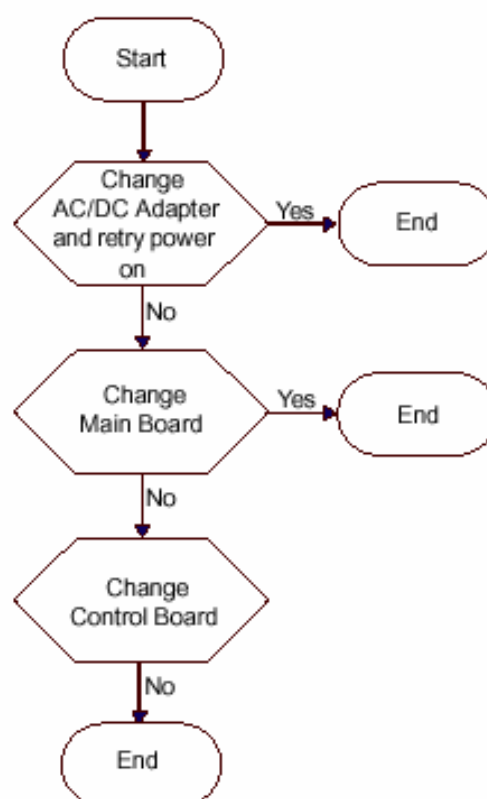 Start
Change
AC/DC Adapter
and retry power
on
Yes
End
No
Change
Main Board
Yes
End
No
Change
Control Board
No
End